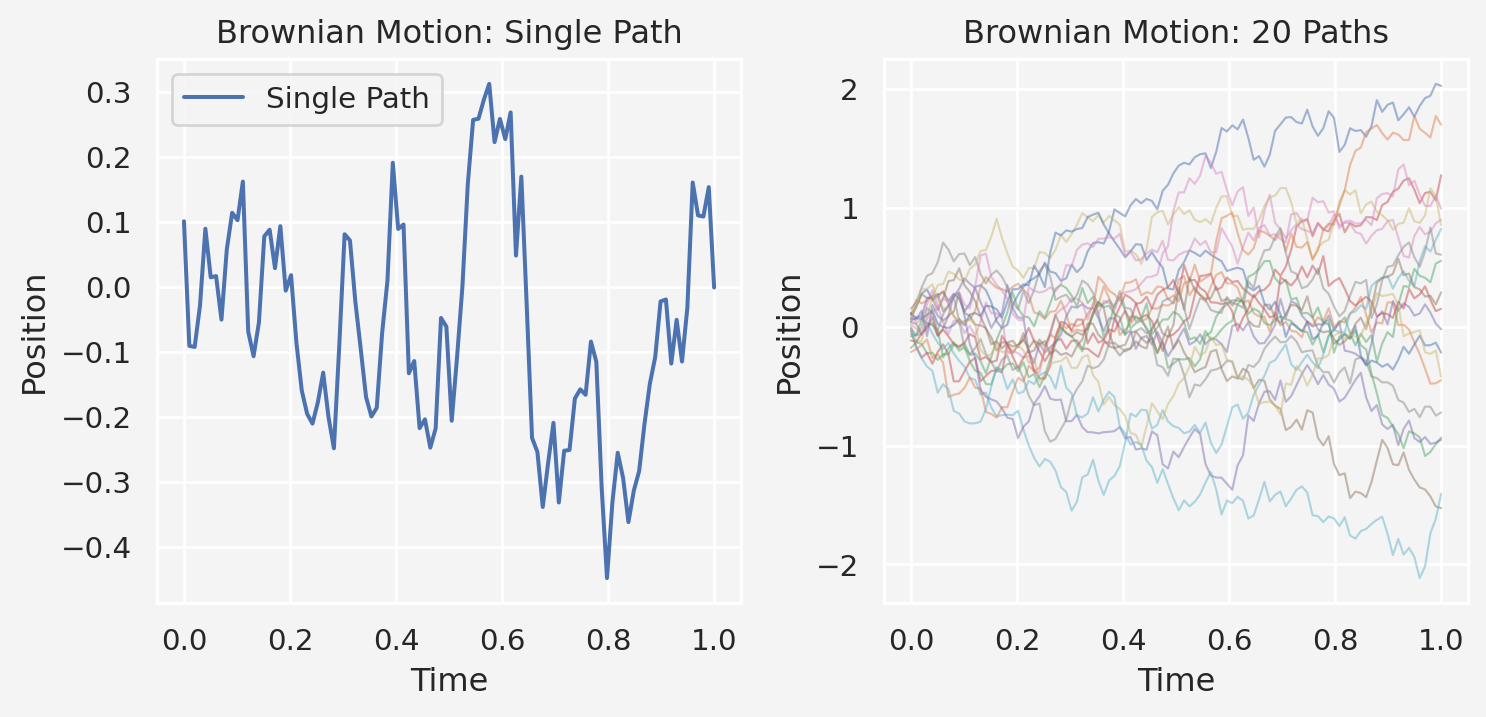 Brownian Motion: Single Path
Single Path
0.3
0.2
0.1
0.0
−0.1
−0.2
−0.3
−0.4
Position
0.0 0.2 0.4 0.6 0.8 1.0
Time
Brownian Motion: 20 Paths
2
1
0
−1
−2
Position
0.0 0.2 0.4 0.6 0.8 1.0
Time